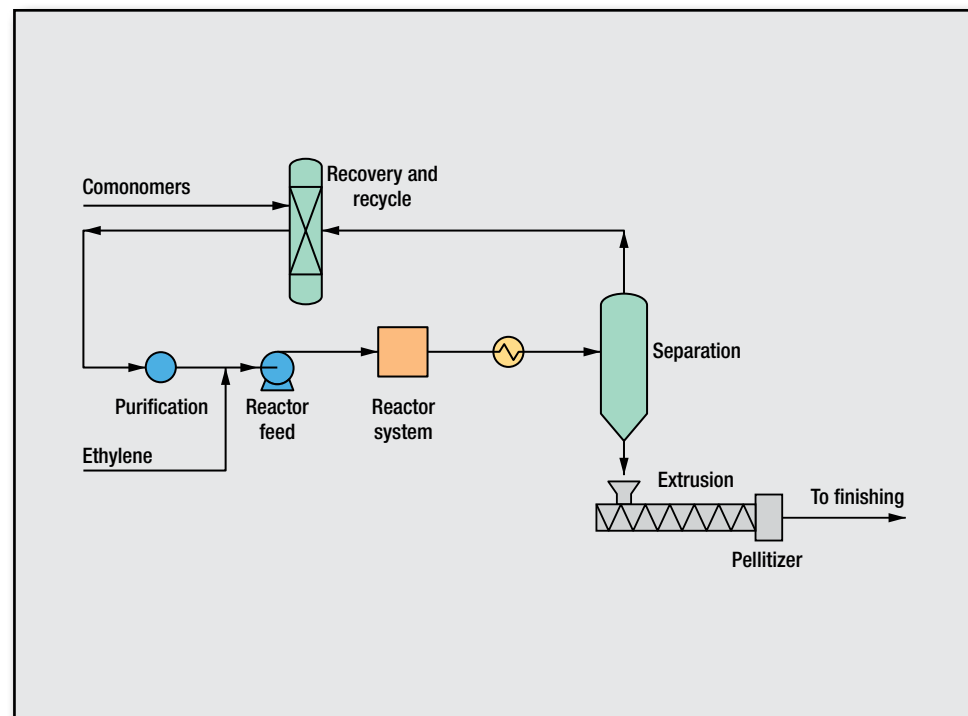 Comonomers
Recovery and
recycle
Separation
Purification
Reactor
feed
Reactor
system
Ethylene
Extrusion
To finishing
Pellitizer